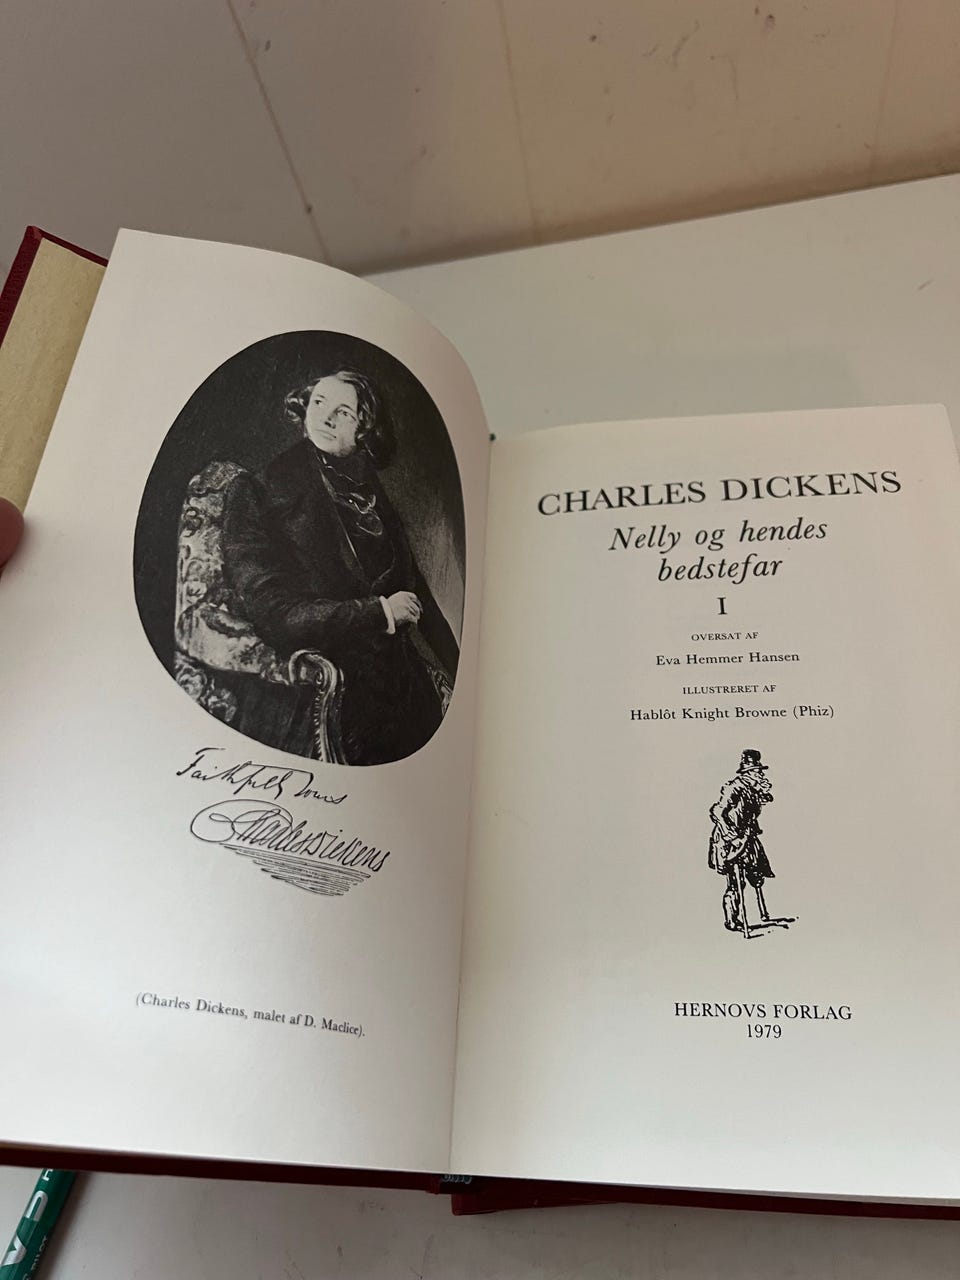 Faithfully Yours
Charles Dickens
(Charles Dickens, malet af D. Maclice).
CHARLES DICKENS
Nelly og hendes
bedstefar
I
OVERSAT AF
Eva Hemmer Hansen
ILLUSTRERET AF
Hablôt Knight Browne (Phiz)
HERNOVS FORLAG
1979